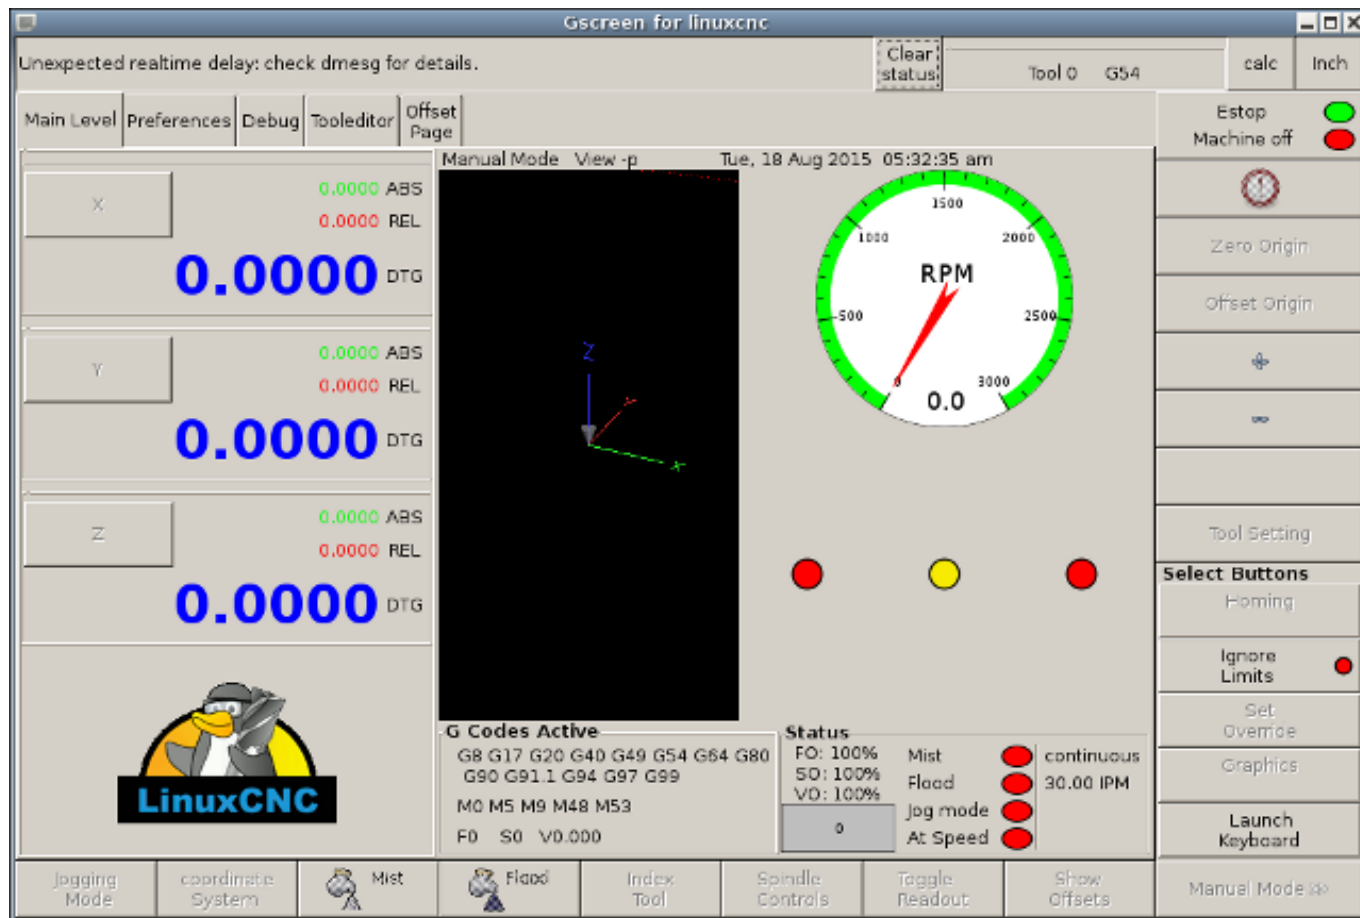 Gscreen for linuxcnc
Unexpected realtime delay: check dmesg for details.
Clear
status
Tool 0 G54
calc
Inch
Main Level
Preferences
Debug
Tooleditor
Offset
Page
Estop
Machine off
Manual Mode View -p Tue, 18 Aug 2015 05:32:35 am
X
0.0000 ABS
0.0000 REL
0.0000 DTG
Y
0.0000 ABS
0.0000 REL
0.0000 DTG
Z
0.0000 ABS
0.0000 REL
0.0000 DTG
LinuxCNC
Z
Y
X
1500
1000
2000
RPM
500
2500
0
3000
0.0
Zero Origin
Offset Origin
Tool Setting
Select Buttons
Homing
Ignore
Limits
Set
Override
Graphics
Launch
Keyboard
G Codes Active
G8 G17 G20 G40 G49 G54 G64 G80
G90 G91.1 G94 G97 G99
M0 M5 M9 M48 M53
F0 S0 V0.000
Status
FO: 100%
SO: 100%
VO: 100%
0
Mist
Flood
Jog mode
At Speed
continuous
30.00 IPM
Jogging
Mode
coordinate
System
Mist
Flood
Index
Tool
Spindle
Controls
Toggle
Readout
Show
Offsets
Manual Mode >>